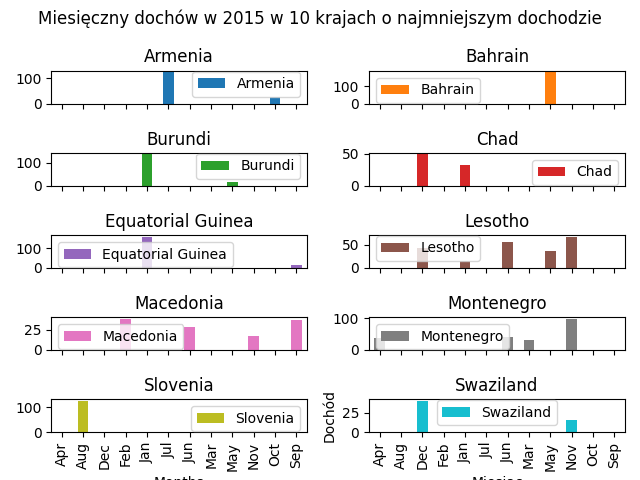 Miesięczny dochów w 2015 w 10 krajach o najmniejszym dochodzie
Armenia
100
0
Armenia
Bahrain
100
0
Bahrain
Burundi
100
0
Burundi
Chad
50
0
Chad
Equatorial Guinea
100
0
Equatorial Guinea
Lesotho
50
0
Lesotho
Macedonia
25
0
Macedonia
Montenegro
100
0
Montenegro
Slovenia
100
0
Slovenia
Apr Aug Dec Feb Jan Jul Jun Mar May Nov Oct Sep
Months
Swaziland
Dochód
25
0
Swaziland
Apr Aug Dec Feb Jan Jul Jun Mar May Nov Oct Sep
Miesiąc